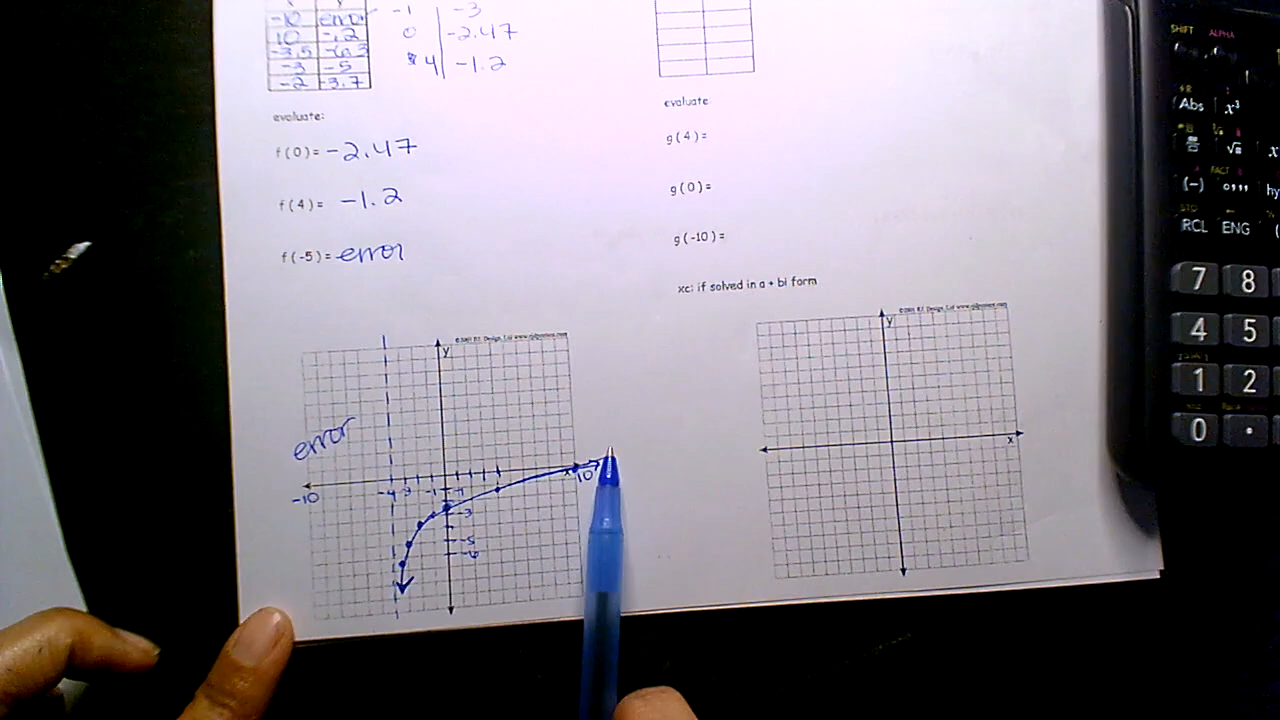 x y
-10 error
10 -.2
-3.5 -6.3
-3 -5
-2 -3.7
-1 -3
0 -2.47
4 -1.2
evaluate:
f(0)= -2.47
f(4)= -1.2
f(-5)= error
evaluate
g(4)=
g(0)=
g(-10)=
xc: if solved in a + bi form
y
error
-10 -4 -3 -1 10
x
-1
-3
-5
-6
y
x
SHIFT ALPHA
Abs x³
(-) °,,, hy
RCL ENG (
7 8
4 5
1 2
0 .